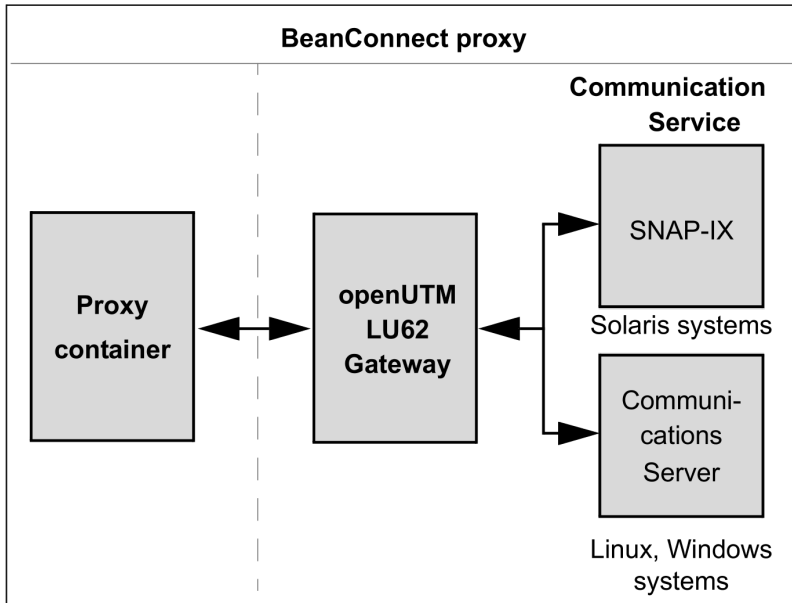 BeanConnect proxy
Communication
Service
Proxy
container
openUTM
LU62
Gateway
SNAP-IX
Solaris systems
Communi-
cations
Server
Linux, Windows
systems